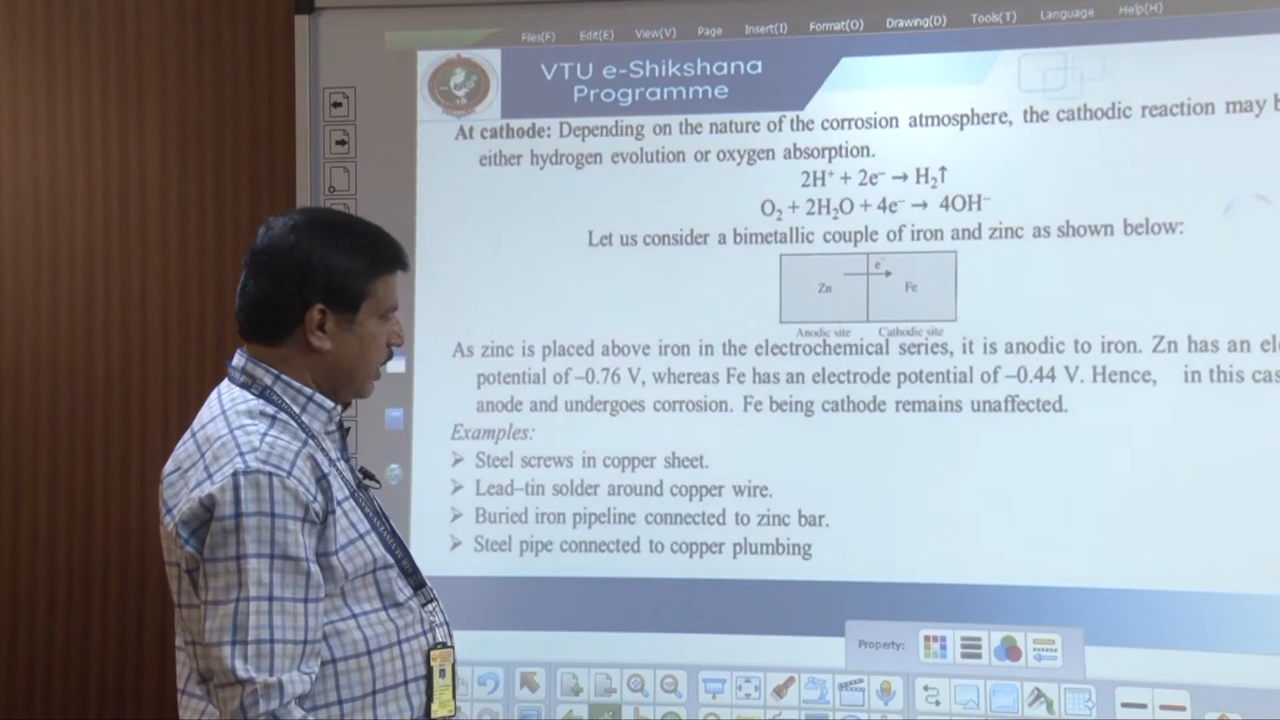 Files(F) Edit(E) View(V) Page Insert(I) Format(O) Drawing(D) Tools(T) Language Help(H)
VTU e-Shikshana
Programme
At cathode: Depending on the nature of the corrosion atmosphere, the cathodic reaction may
either hydrogen evolution or oxygen absorption.
2H⁺ + 2e⁻ → H₂↑
O₂ + 2H₂O + 4e⁻ → 4OH⁻
Let us consider a bimetallic couple of iron and zinc as shown below:
e⁻
Zn Fe
Anodic site Cathodic site
As zinc is placed above iron in the electrochemical series, it is anodic to iron. Zn has an
potential of –0.76 V, whereas Fe has an electrode potential of –0.44 V. Hence, in this
anode and undergoes corrosion. Fe being cathode remains unaffected.
Examples:
➢ Steel screws in copper sheet.
➢ Lead–tin solder around copper wire.
➢ Buried iron pipeline connected to zinc bar.
➢ Steel pipe connected to copper plumbing
Property: